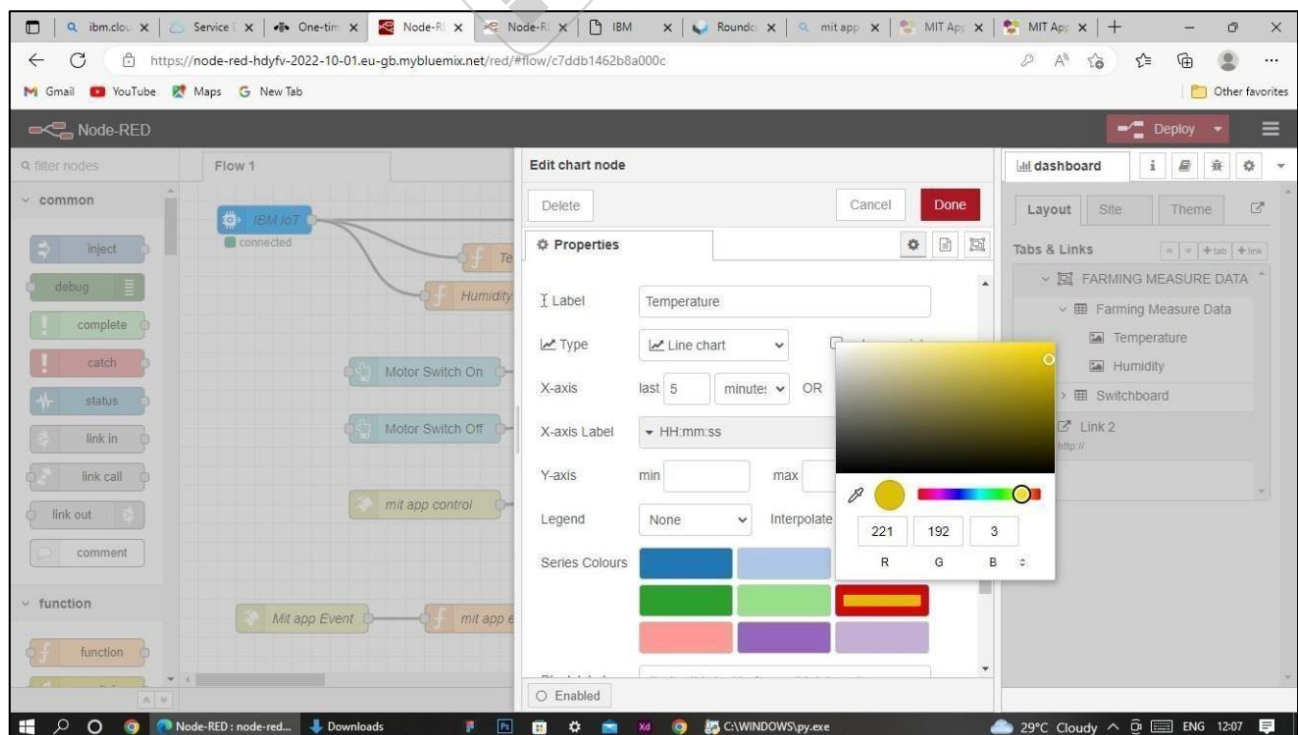 ibm.clou Service One-tim Node-R Node-R IBM Roundc mit app MIT App MIT App
https://node-red-hdyfv-2022-10-01.eu-gb.mybluemix.net/red/#flow/c7ddb1462b8a000c
Gmail YouTube Maps New Tab Other favorites
Node-RED Deploy
filter nodes Flow 1 Edit chart node dashboard
common
Delete Cancel Done
Layout Site Theme
inject
debug
complete
catch
status
link in
link call
link out
comment
function
function
IBM IoT
connected
Te
Humidity
Motor Switch On
Motor Switch Off
mit app control
Mit app Event mit app e
Properties
Label Temperature
Type Line chart
X-axis last 5 minute OR
X-axis Label HH:mm:ss
Y-axis min max
Legend None Interpolate
Series Colours
Enabled
221 192 3
R G B
Tabs & Links +tab +link
FARMING MEASURE DATA
Farming Measure Data
Temperature
Humidity
Switchboard
Link 2
http://
Node-RED : node-red... Downloads C:\WINDOWS\py.exe 29°C Cloudy ENG 12:07